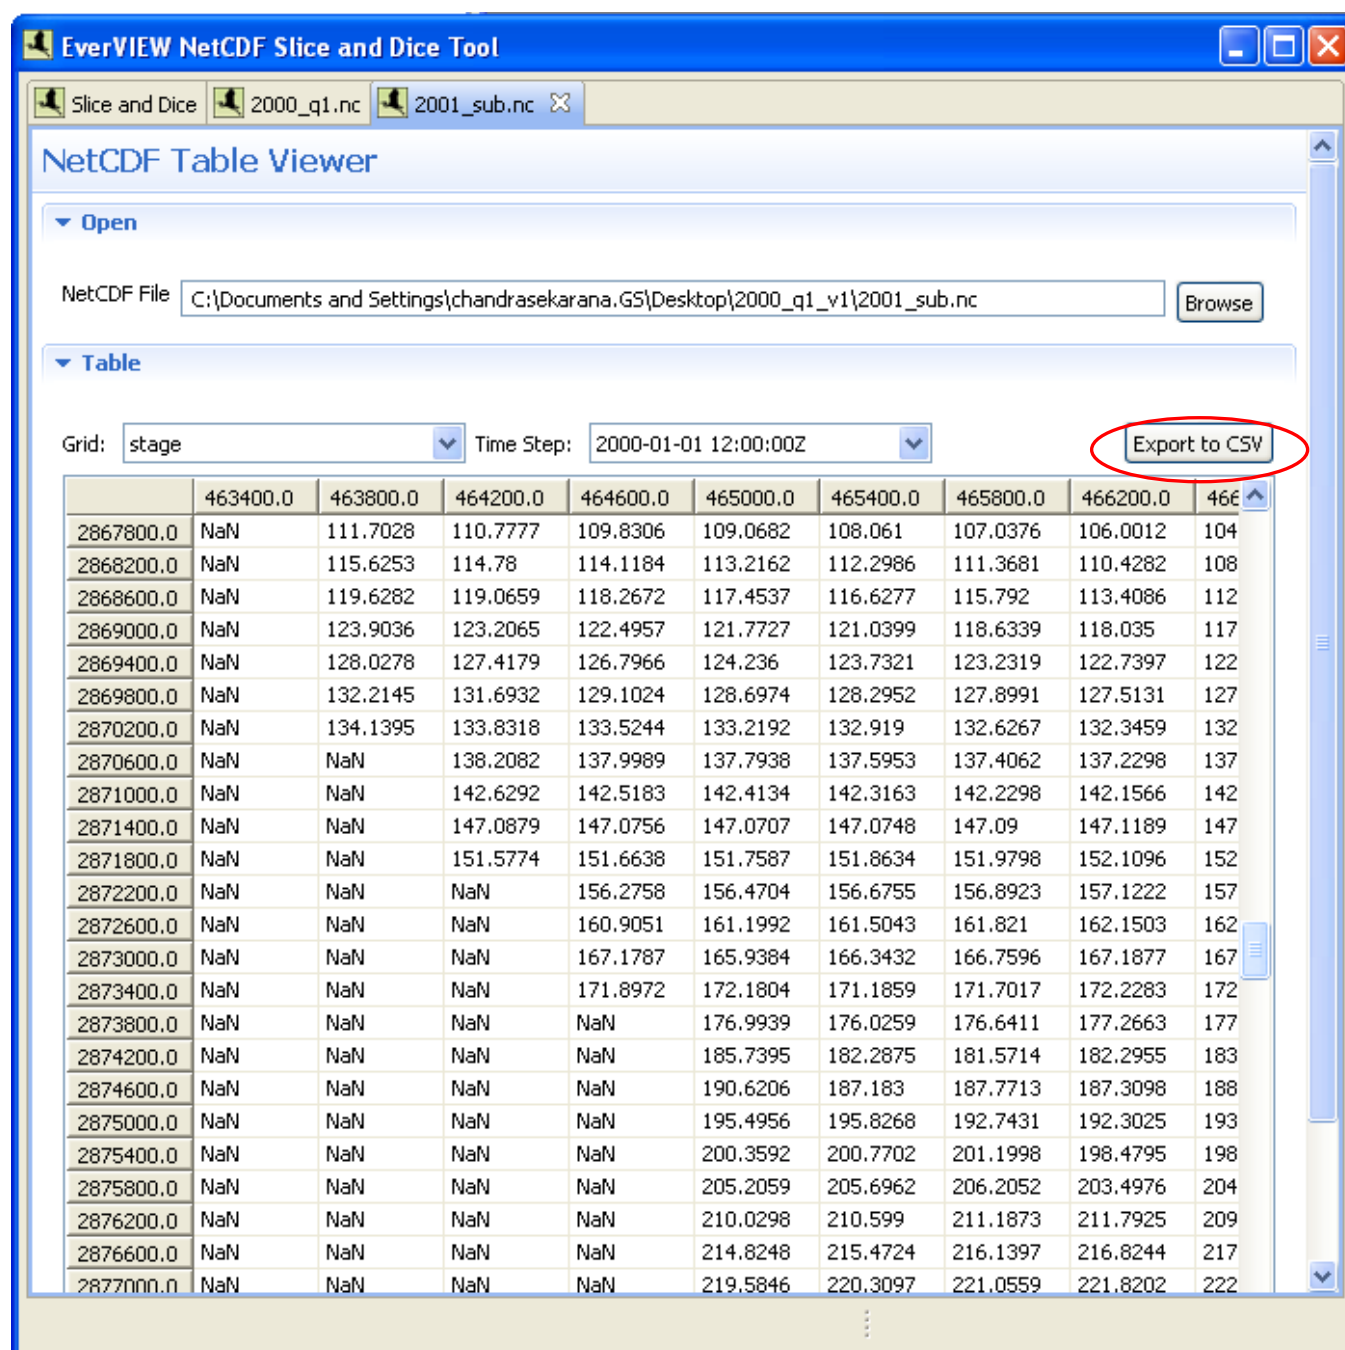 EverVIEW NetCDF Slice and Dice Tool
Slice and Dice 2000_q1.nc 2001_sub.nc
NetCDF Table Viewer
Open
NetCDF File C:\Documents and Settings\chandrasekarana.GS\Desktop\2000_q1_v1\2001_sub.nc Browse
Table
Grid: stage Time Step: 2000-01-01 12:00:00Z Export to CSV
463400.0 463800.0 464200.0 464600.0 465000.0 465400.0 465800.0 466200.0 466
2867800.0 NaN 111.7028 110.7777 109.8306 109.0682 108.061 107.0376 106.0012 104
2868200.0 NaN 115.6253 114.78 114.1184 113.2162 112.2986 111.3681 110.4282 108
2868600.0 NaN 119.6282 119.0659 118.2672 117.4537 116.6277 115.792 113.4086 112
2869000.0 NaN 123.9036 123.2065 122.4957 121.7727 121.0399 118.6339 118.035 117
2869400.0 NaN 128.0278 127.4179 126.7966 124.236 123.7321 123.2319 122.7397 122
2869800.0 NaN 132.2145 131.6932 129.1024 128.6974 128.2952 127.8991 127.5131 127
2870200.0 NaN 134.1395 133.8318 133.5244 133.2192 132.919 132.6267 132.3459 132
2870600.0 NaN NaN 138.2082 137.9989 137.7938 137.5953 137.4062 137.2298 137
2871000.0 NaN NaN 142.6292 142.5183 142.4134 142.3163 142.2298 142.1566 142
2871400.0 NaN NaN 147.0879 147.0756 147.0707 147.0748 147.09 147.1189 147
2871800.0 NaN NaN 151.5774 151.6638 151.7587 151.8634 151.9798 152.1096 152
2872200.0 NaN NaN NaN 156.2758 156.4704 156.6755 156.8923 157.1222 157
2872600.0 NaN NaN NaN 160.9051 161.1992 161.5043 161.821 162.1503 162
2873000.0 NaN NaN NaN 167.1787 165.9384 166.3432 166.7596 167.1877 167
2873400.0 NaN NaN NaN 171.8972 172.1804 171.1859 171.7017 172.2283 172
2873800.0 NaN NaN NaN NaN 176.9939 176.0259 176.6411 177.2663 177
2874200.0 NaN NaN NaN NaN 185.7395 182.2875 181.5714 182.2955 183
2874600.0 NaN NaN NaN NaN 190.6206 187.183 187.7713 187.3098 188
2875000.0 NaN NaN NaN NaN 195.4956 195.8268 192.7431 192.3025 193
2875400.0 NaN NaN NaN NaN 200.3592 200.7702 201.1998 198.4795 198
2875800.0 NaN NaN NaN NaN 205.2059 205.6962 206.2052 203.4976 204
2876200.0 NaN NaN NaN NaN 210.0298 210.599 211.1873 211.7925 209
2876600.0 NaN NaN NaN NaN 214.8248 215.4724 216.1397 216.8244 217
2877000.0 NaN NaN NaN NaN 219.5846 220.3097 221.0559 221.8202 222